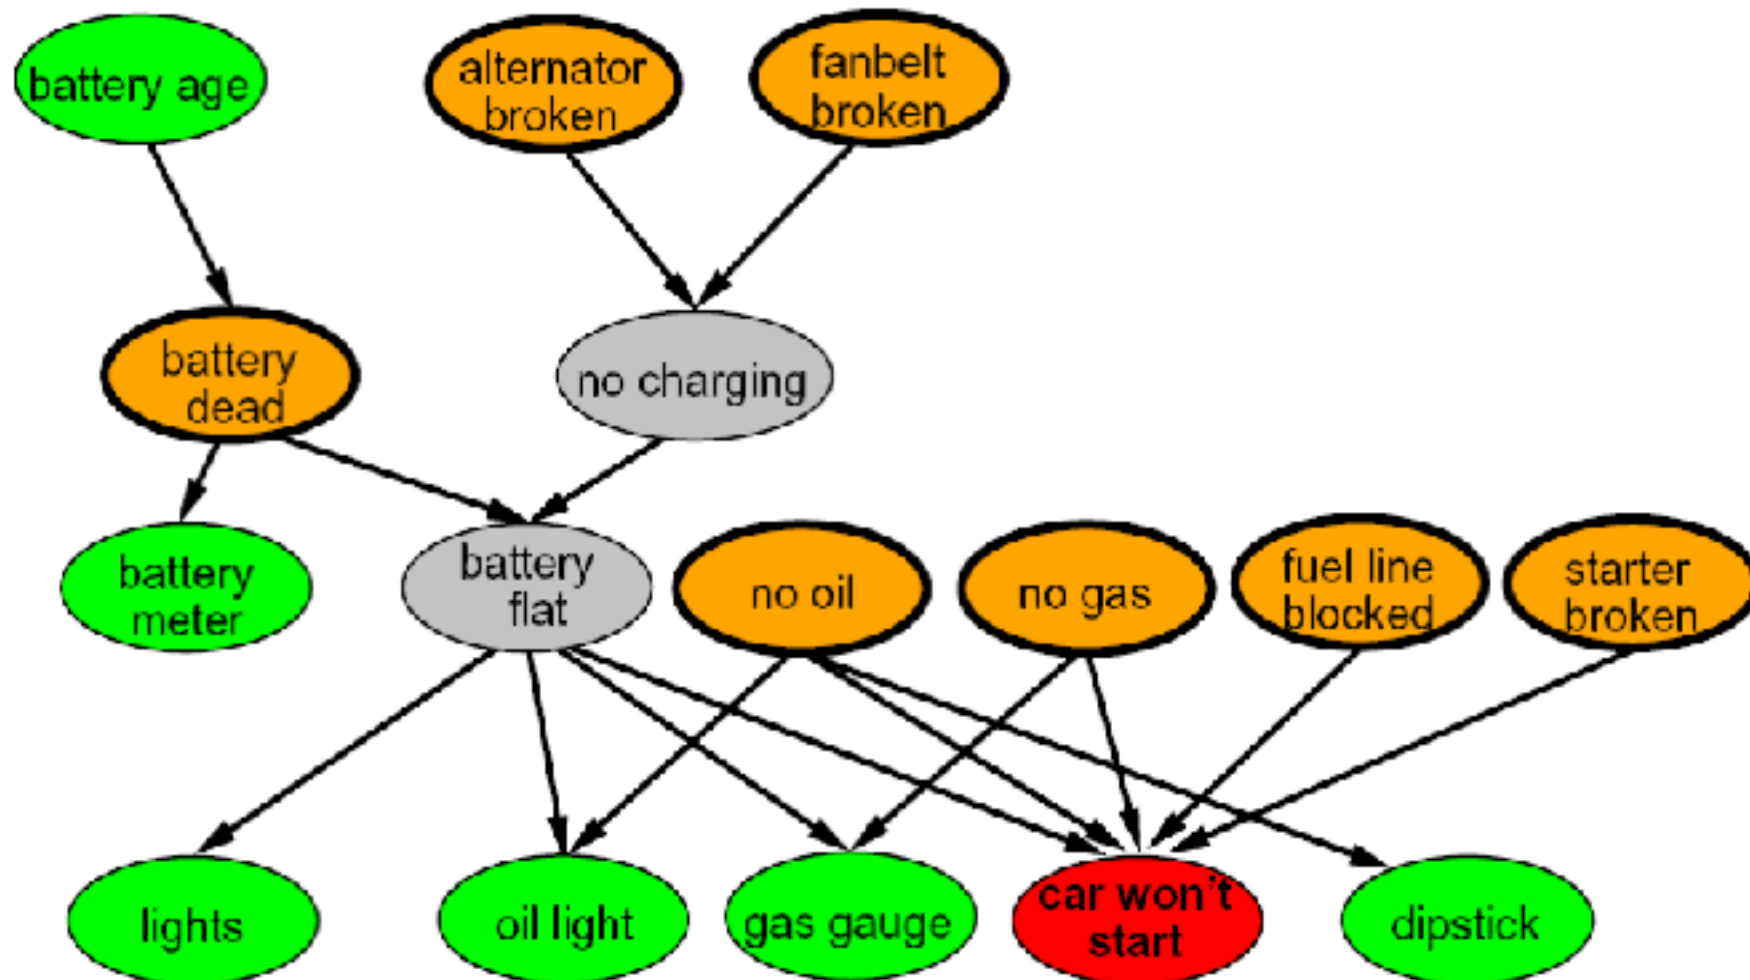 battery age
alternator
broken
fanbelt
broken
battery
dead
no charging
battery
meter
battery
flat
no oil
no gas
fuel line
blocked
starter
broken
lights
oil light
gas gauge
car won't
start
dipstick